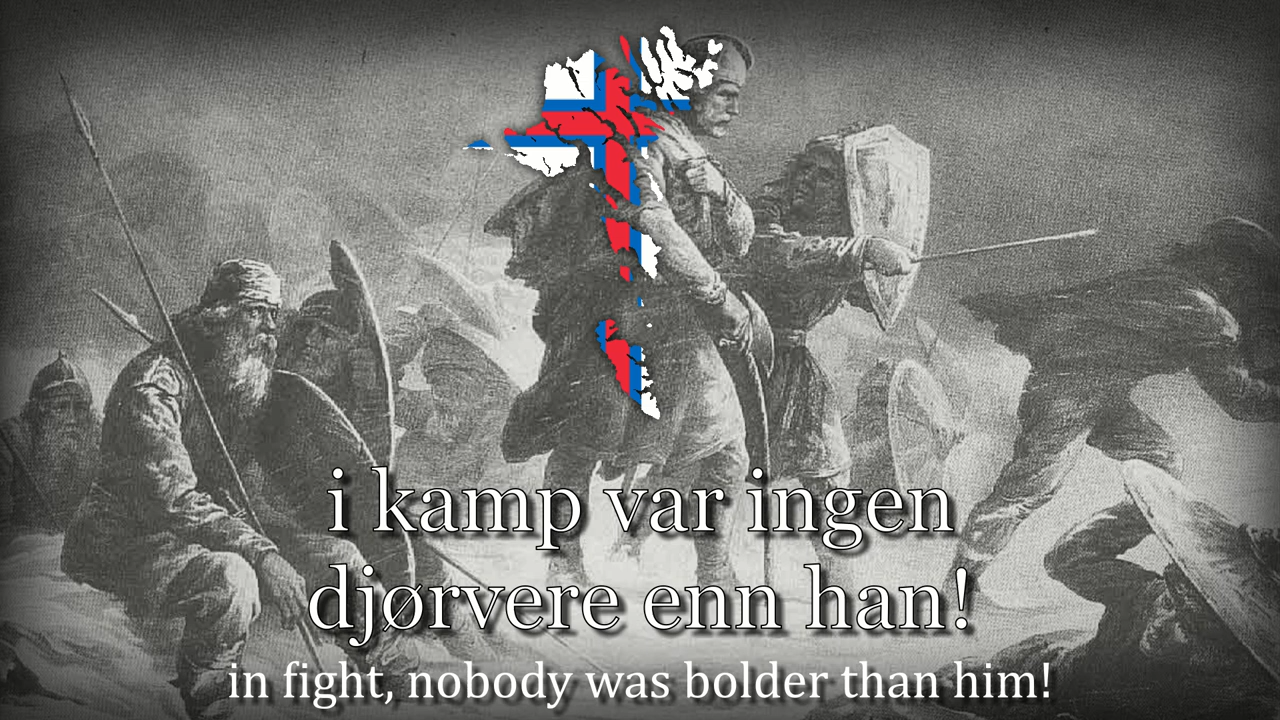 i kamp var ingen
djørvere enn han!
in fight, nobody was bolder than him!